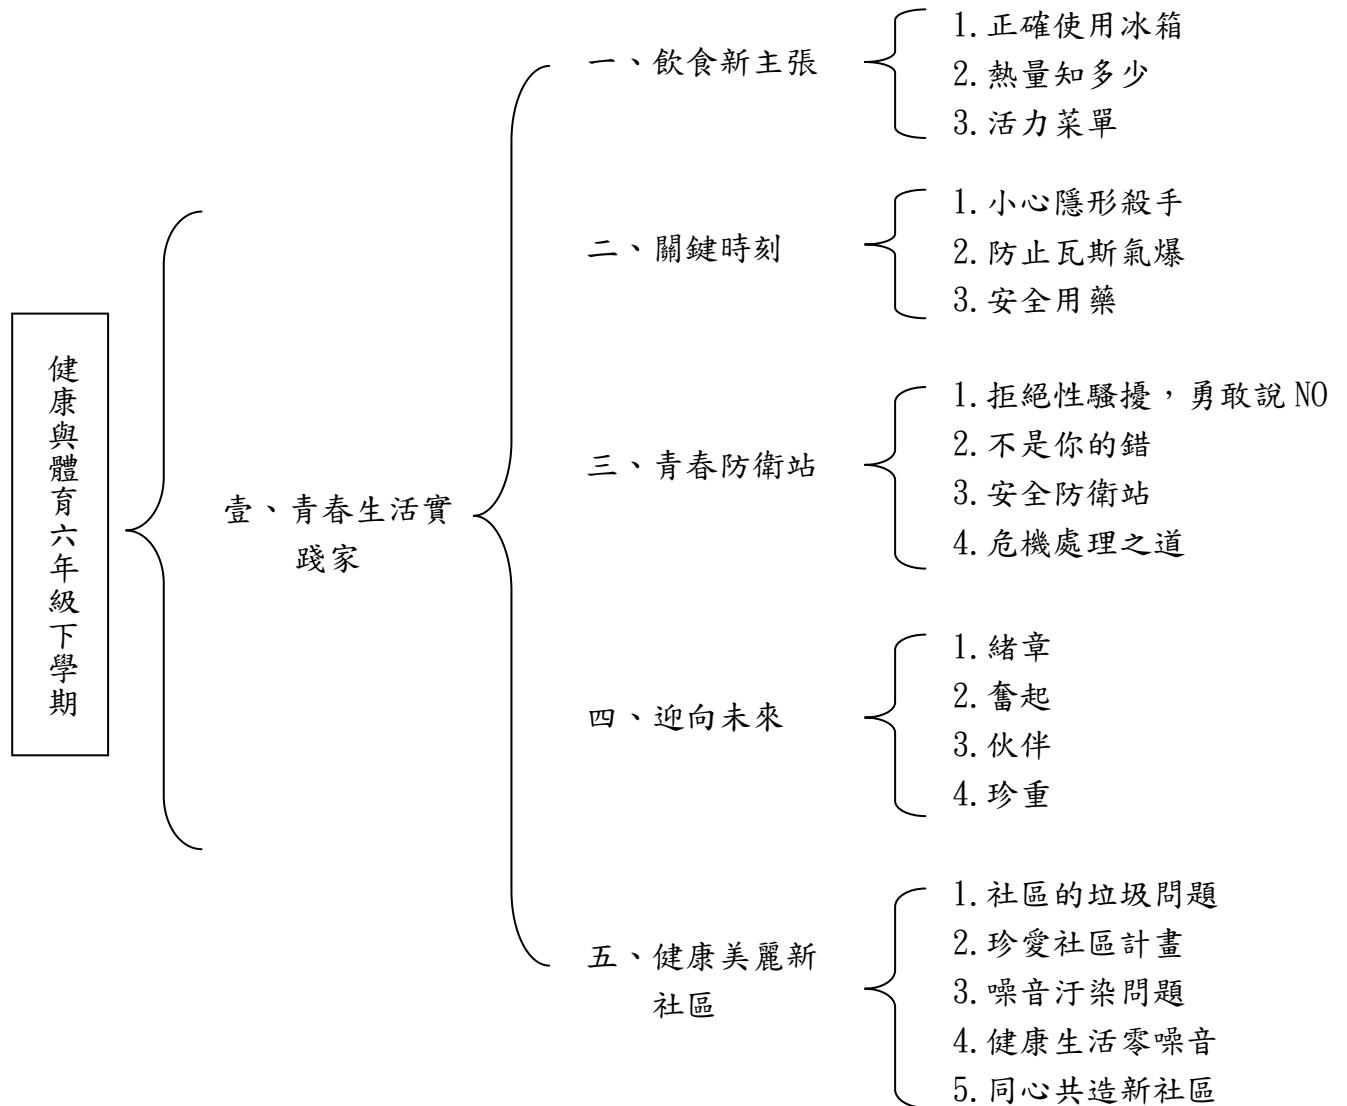 健康與體育六年級下學期
壹、青春生活實
踐家
一、飲食新主張
1.正確使用冰箱
2.熱量知多少
3.活力菜單
二、關鍵時刻
1.小心隱形殺手
2.防止瓦斯氣爆
3.安全用藥
三、青春防衛站
1.拒絕性騷擾，勇敢說 NO
2.不是你的錯
3.安全防衛站
4.危機處理之道
四、迎向未來
1.緒章
2.奮起
3.伙伴
4.珍重
五、健康美麗新
社區
1.社區的垃圾問題
2.珍愛社區計畫
3.噪音汙染問題
4.健康生活零噪音
5.同心共造新社區